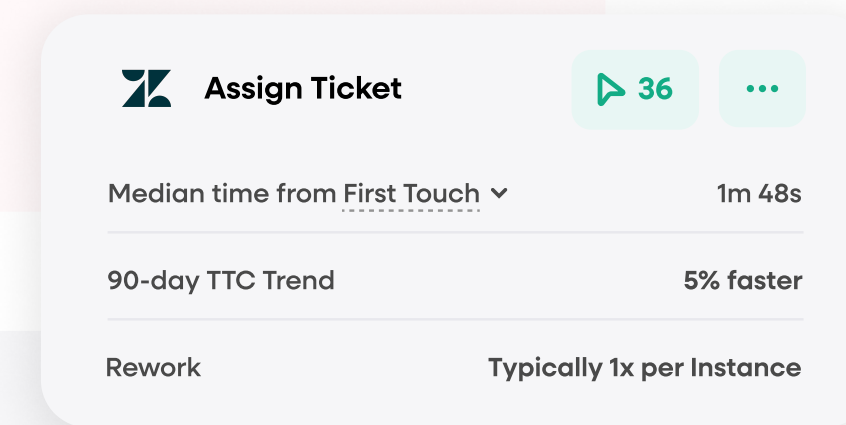 Assign Ticket 36
Median time from First Touch 1m 48s
90-day TTC Trend 5% faster
Rework Typically 1x per Instance